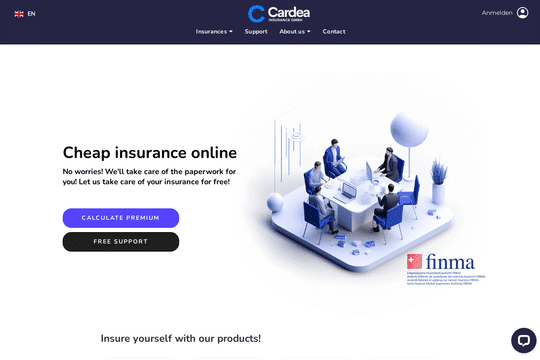 EN
Cardea
INSURANCE GMBH
Anmelden
Insurances
Support
About us
Contact
Cheap insurance online
No worries! We'll take care of the paperwork for
you! Let us take care of your insurance for free!
CALCULATE PREMIUM
FREE SUPPORT
finma
Insure yourself with our products!